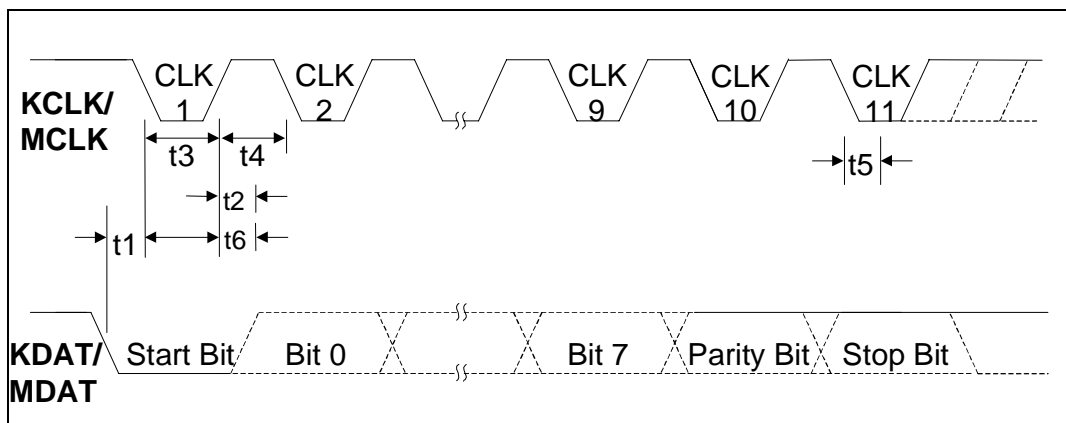 CLK 1
CLK 2
CLK 9
CLK 10
CLK 11
KCLK/
MCLK
t3
t4
t5
t2
t1
t6
KDAT/
MDAT
Start Bit
Bit 0
Bit 7
Parity Bit
Stop Bit